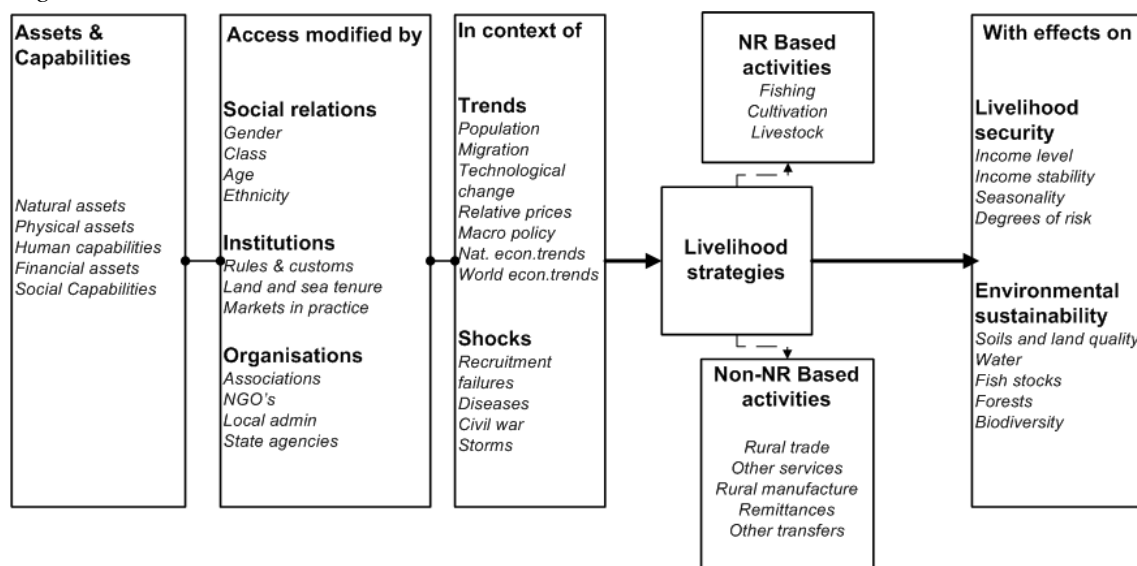 Assets &
Capabilities
Natural assets
Physical assets
Human capabilities
Financial assets
Social Capabilities
Access modified by
Social relations
Gender
Class
Age
Ethnicity
Institutions
Rules & customs
Land and sea tenure
Markets in practice
Organisations
Associations
NGO's
Local admin
State agencies
In context of
Trends
Population
Migration
Technological
change
Relative prices
Macro policy
Nat. econ.trends
World econ.trends
Shocks
Recruitment
failures
Diseases
Civil war
Storms
NR Based
activities
Fishing
Cultivation
Livestock
Livelihood
strategies
Non-NR Based
activities
Rural trade
Other services
Rural manufacture
Remittances
Other transfers
With effects on
Livelihood
security
Income level
Income stability
Seasonality
Degrees of risk
Environmental
sustainability
Soils and land quality
Water
Fish stocks
Forests
Biodiversity